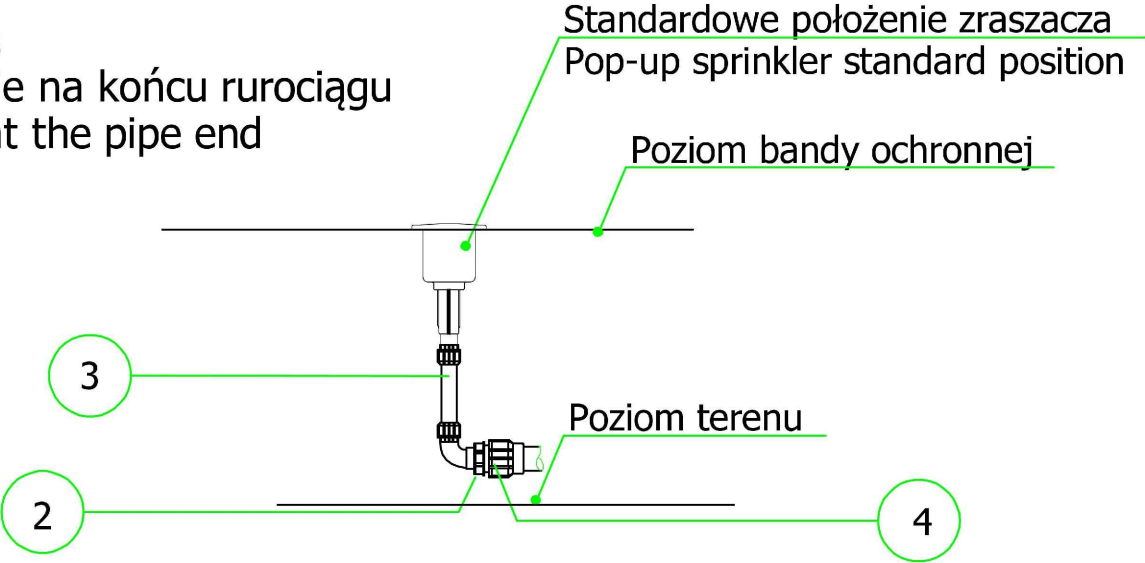 Standardowe położenie zraszacza
Pop-up sprinkler standard position
na końcu rurociągu
the pipe end
Poziom bandy ochronnej
3
Poziom terenu
2
4